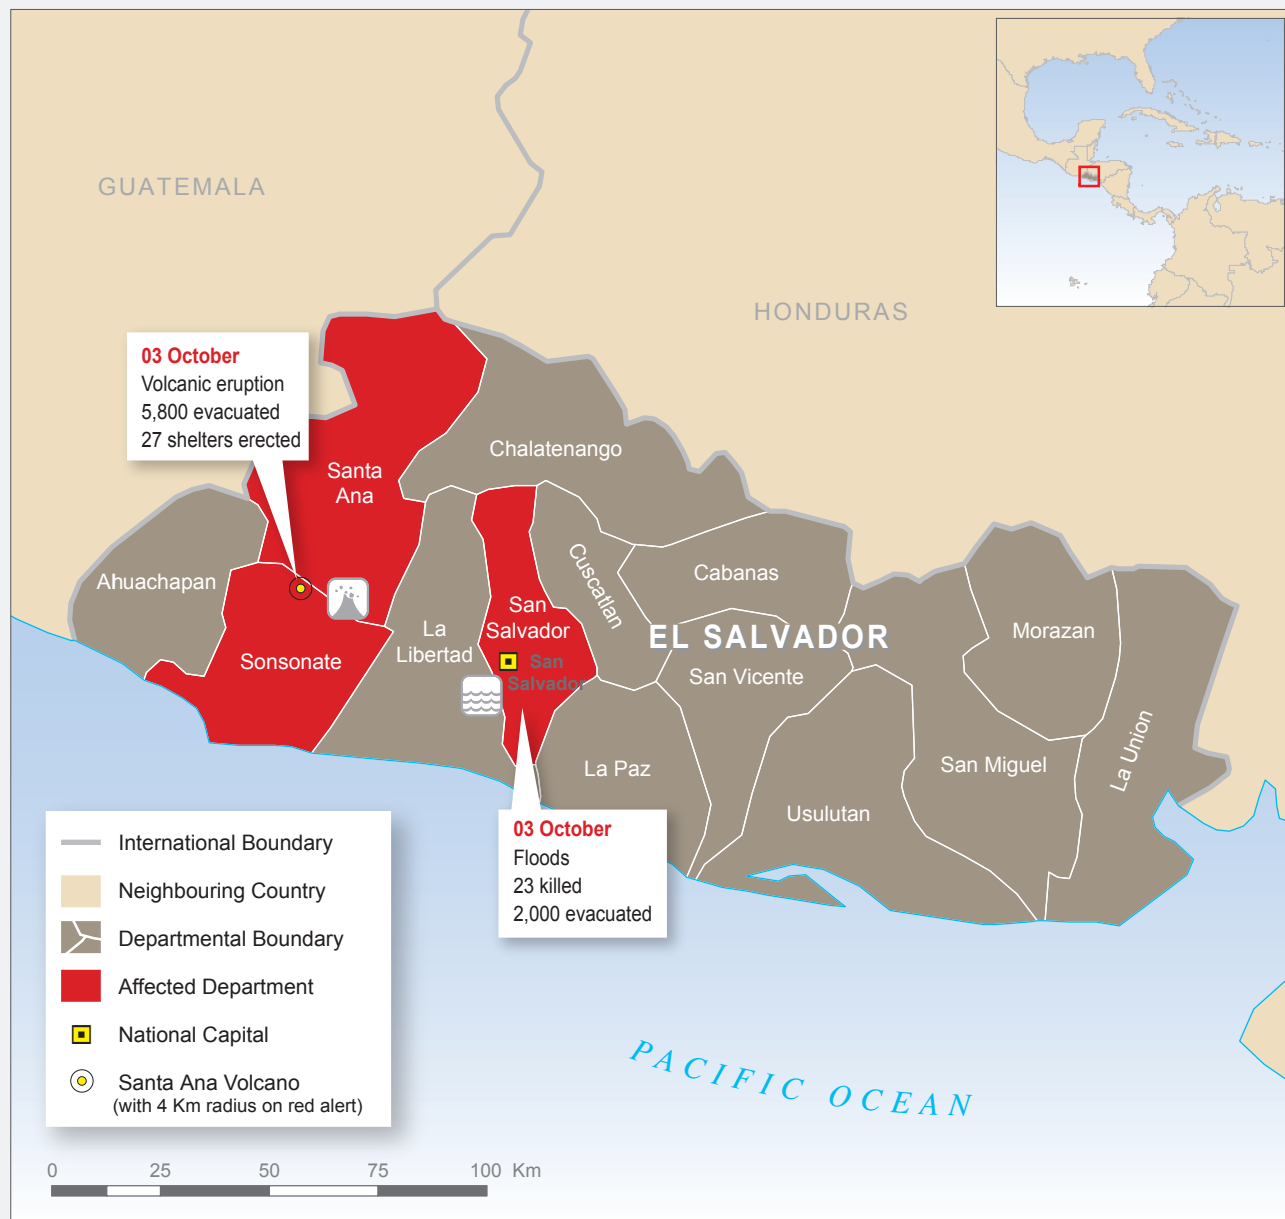 GUATEMALA
HONDURAS
03 October
Volcanic eruption
5,800 evacuated
27 shelters erected
Chalatenango
Santa
Ana
Ahuachapan
Cuscatlan
Cabanas
San
Salvador
La
Libertad
EL SALVADOR
Morazan
Sonsonate
San
Salvador
San Vicente
La Union
La Paz
San Miguel
Usulutan
03 October
Floods
23 killed
2,000 evacuated
International Boundary
Neighbouring Country
Departmental Boundary
Affected Department
National Capital
Santa Ana Volcano
(with 4 Km radius on red alert)
PACIFIC OCEAN
0 25 50 75 100 Km